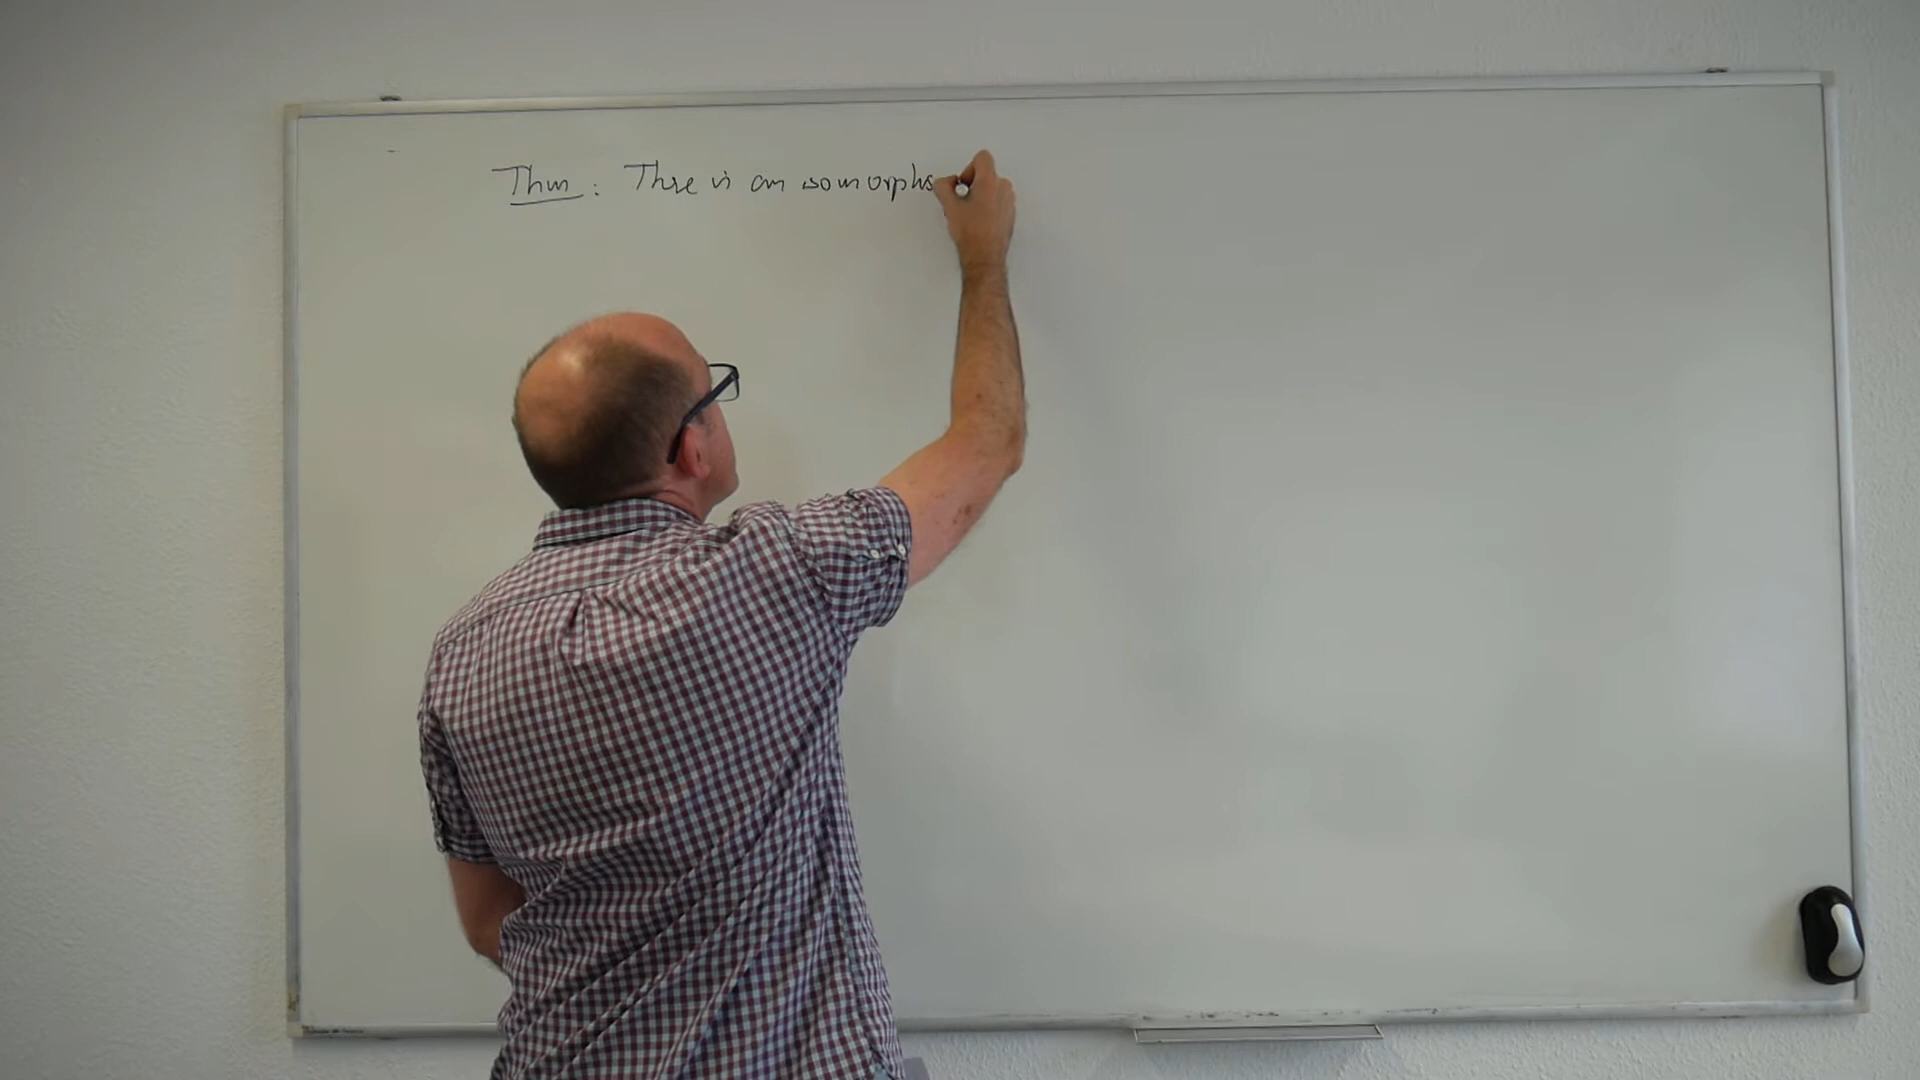 Thm : There is an isomorphis